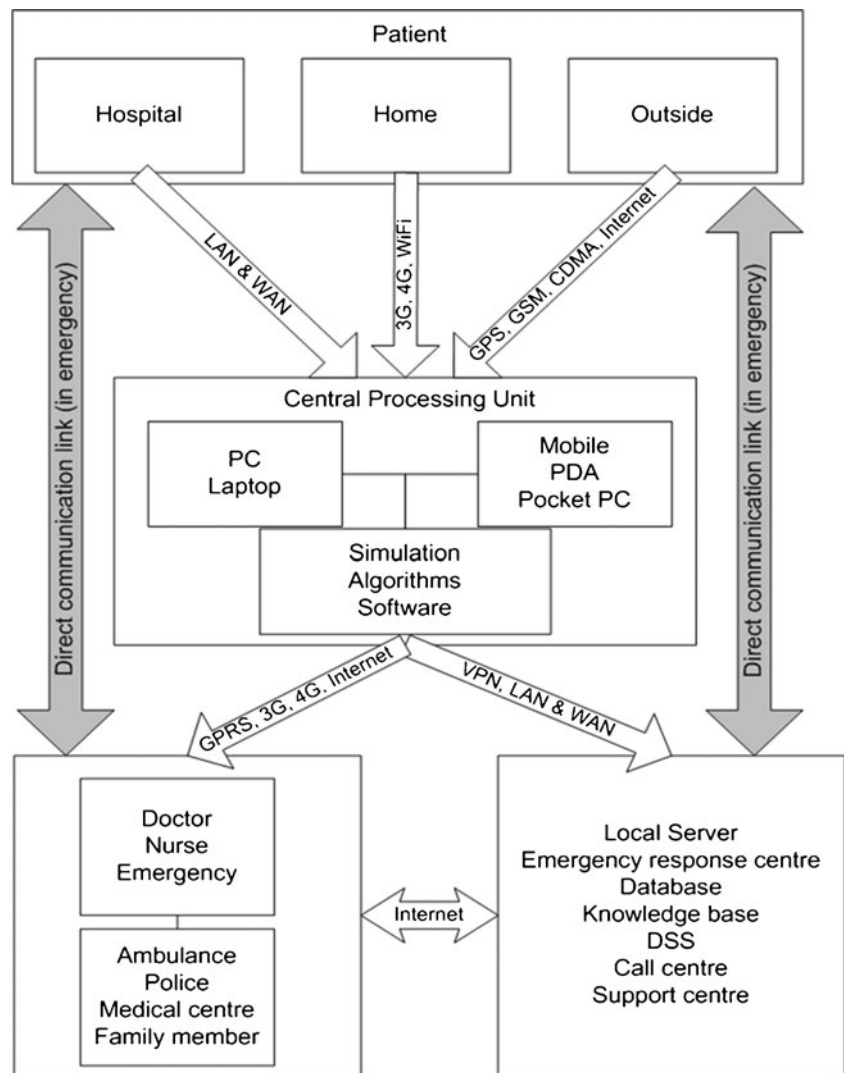 Patient
Hospital
Home
Outside
LAN & WAN
3G, 4G, WiFi
GPS, GSM, CDMA, Internet
Direct communication link (in emergency)
Direct communication link (in emergency)
Central Processing Unit
PC
Laptop
Mobile
PDA
Pocket PC
Simulation
Algorithms
Software
GPRS, 3G, 4G, Internet
VPN, LAN & WAN
Doctor
Nurse
Emergency
Ambulance
Police
Medical centre
Family member
Internet
Local Server
Emergency response centre
Database
Knowledge base
DSS
Call centre
Support centre